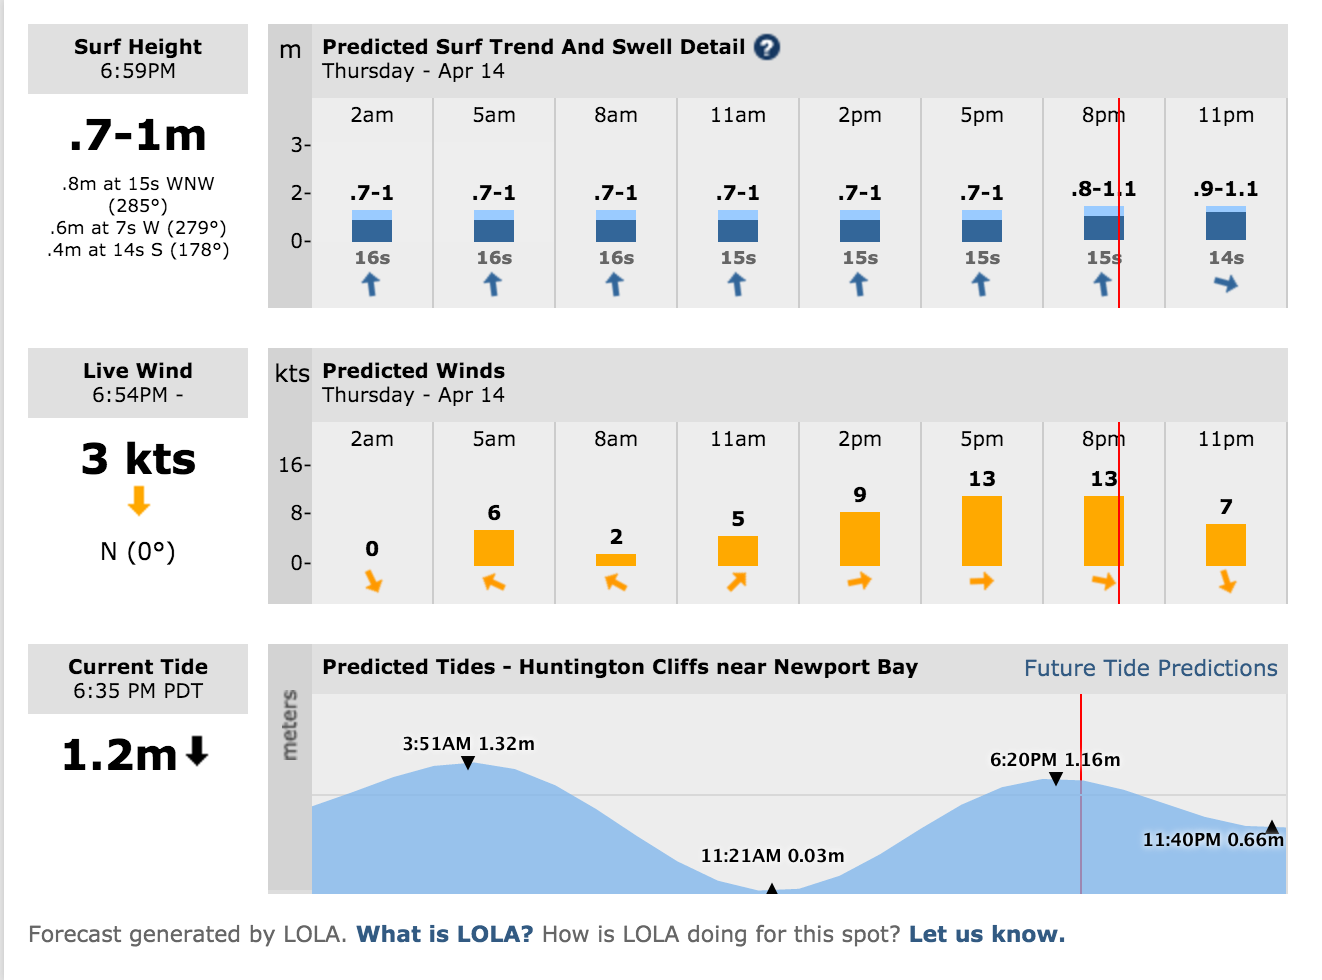 Surf Height
6:59PM
.7-1m
.8m at 15s WNW
(285°)
.6m at 7s W (279°)
.4m at 14s S (178°)
m
Predicted Surf Trend And Swell Detail ?
Thursday - Apr 14
2am 5am 8am 11am 2pm 5pm 8pm 11pm
3-
2- .7-1 .7-1 .7-1 .7-1 .7-1 .7-1 .8-1.1 .9-1.1
0-
16s 16s 16s 15s 15s 15s 15s 14s
Live Wind
6:54PM -
3 kts
N (0°)
kts
Predicted Winds
Thursday - Apr 14
2am 5am 8am 11am 2pm 5pm 8pm 11pm
16-
8-
0-
0 6 2 5 9 13 13 7
Current Tide
6:35 PM PDT
1.2m
meters
Predicted Tides - Huntington Cliffs near Newport Bay
Future Tide Predictions
3:51AM 1.32m
6:20PM 1.16m
11:21AM 0.03m
11:40PM 0.66m
Forecast generated by LOLA. What is LOLA? How is LOLA doing for this spot? Let us know.